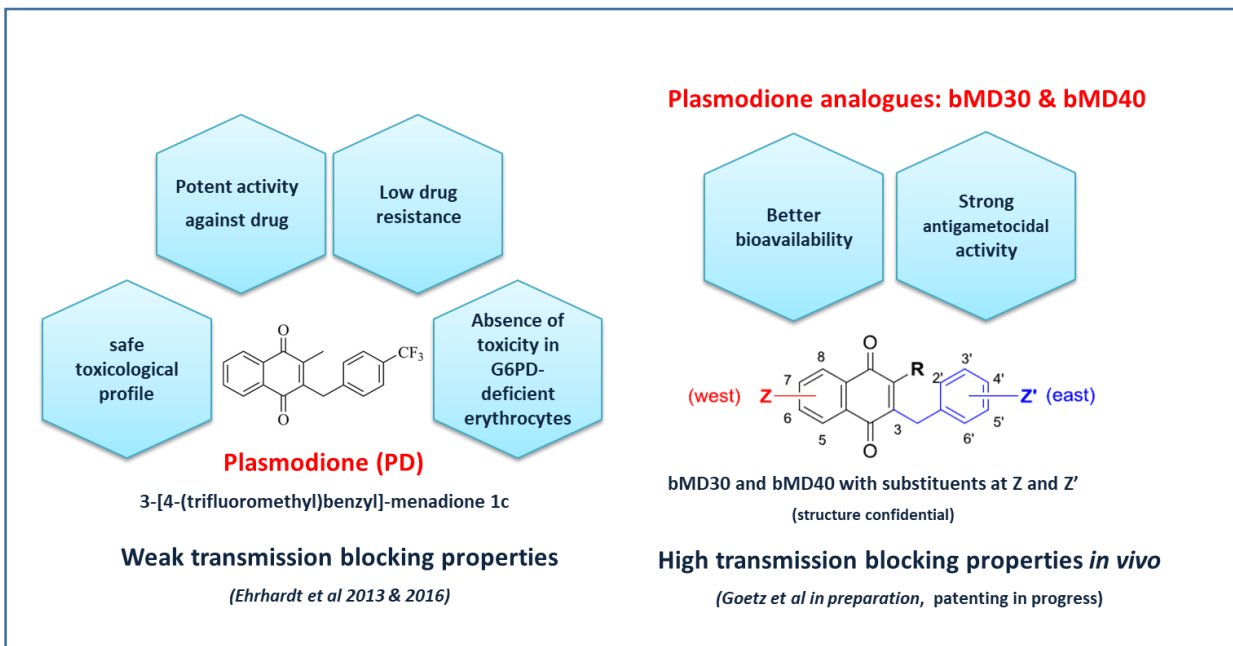 Plasmodione analogues: bMD30 & bMD40
Potent activity
against drug
Low drug
resistance
Better
bioavailability
Strong
antigametocidal
activity
safe
toxicological
profile
Absence of
toxicity in
G6PD-
deficient
erythrocytes
O
CF3
O
O
R
8
7
6
5
3
2'
3'
4'
5'
6'
(west) Z
Z' (east)
O
Plasmodione (PD)
3-[4-(trifluoromethyl)benzyl]-menadione 1c
bMD30 and bMD40 with substituents at Z and Z’
(structure confidential)
Weak transmission blocking properties
(Ehrhardt et al 2013 & 2016)
High transmission blocking properties in vivo
(Goetz et al in preparation, patenting in progress)